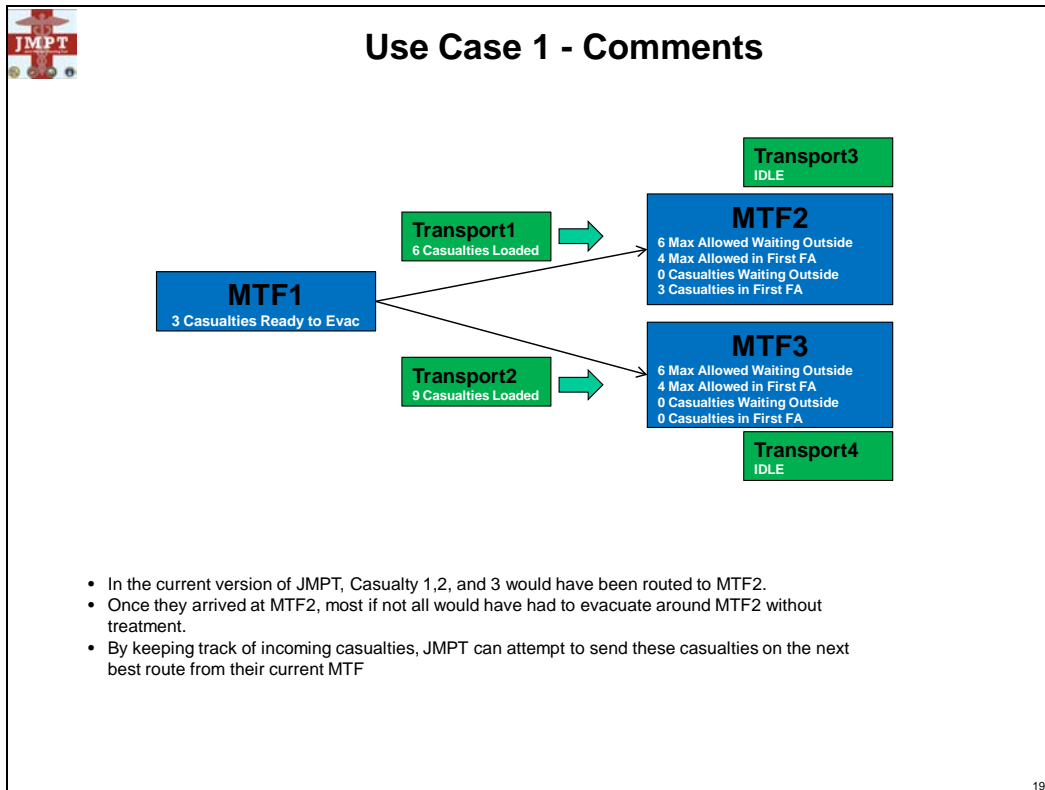 JMPT
Use Case 1 - Comments
Transport3
IDLE
MTF2
6 Max Allowed Waiting Outside
4 Max Allowed in First FA
0 Casualties Waiting Outside
3 Casualties in First FA
Transport1
6 Casualties Loaded
MTF1
3 Casualties Ready to Evac
MTF3
6 Max Allowed Waiting Outside
4 Max Allowed in First FA
0 Casualties Waiting Outside
0 Casualties in First FA
Transport2
9 Casualties Loaded
Transport4
IDLE
• In the current version of JMPT, Casualty 1,2, and 3 would have been routed to MTF2.
• Once they arrived at MTF2, most if not all would have had to evacuate around MTF2 without
treatment.
• By keeping track of incoming casualties, JMPT can attempt to send these casualties on the next
best route from their current MTF
19